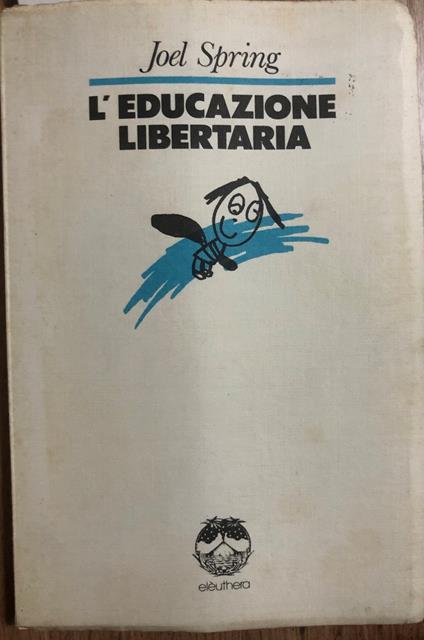 Joel Spring
L'EDUCAZIONE
LIBERTARIA
elèuthera